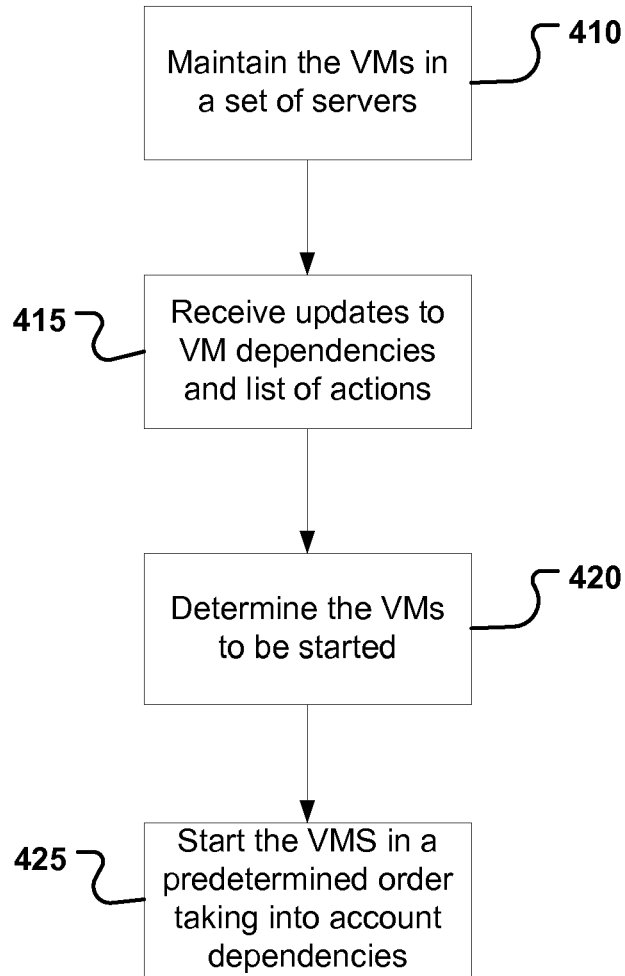 Maintain the VMs in
a set of servers
410
415
Receive updates to
VM dependencies
and list of actions
Determine the VMs
to be started
420
425
Start the VMS in a
predetermined order
taking into account
dependencies